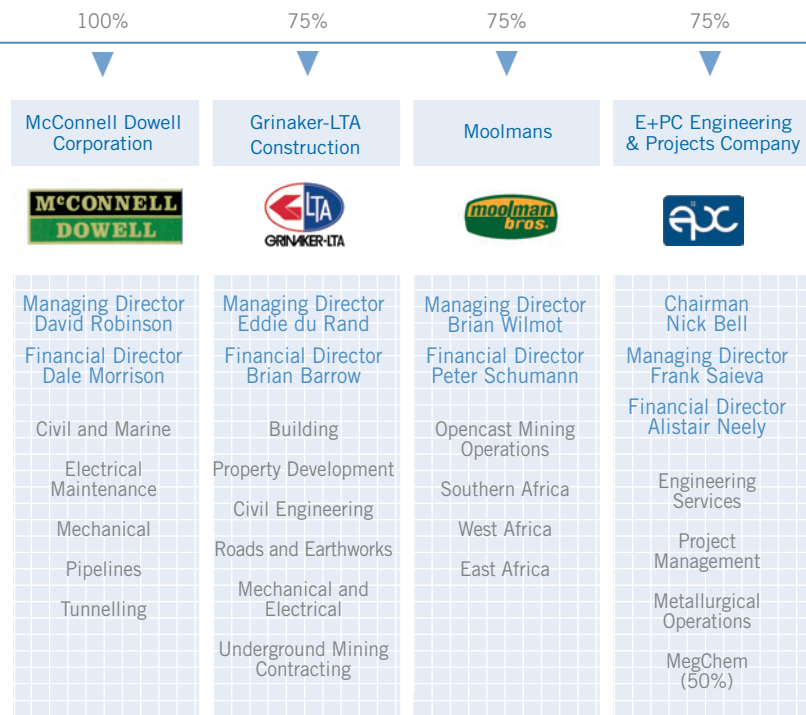 100%
75%
75%
75%
McConnell Dowell
Corporation
Grinaker-LTA
Construction
Moolmans
E+PC Engineering
& Projects Company
McCONNELL
DOWELL
LTA
GRINAKER-LTA
moolman
bros.
Managing Director
David Robinson
Financial Director
Dale Morrison
Civil and Marine
Electrical
Maintenance
Mechanical
Pipelines
Tunnelling
Managing Director
Eddie du Rand
Financial Director
Brian Barrow
Building
Property Development
Civil Engineering
Roads and Earthworks
Mechanical and
Electrical
Underground Mining
Contracting
Managing Director
Brian Wilmot
Financial Director
Peter Schumann
Opencast Mining
Operations
Southern Africa
West Africa
East Africa
Chairman
Nick Bell
Managing Director
Frank Saieva
Financial Director
Alistair Neely
Engineering
Services
Project
Management
Metallurgical
Operations
MegChem
(50%)